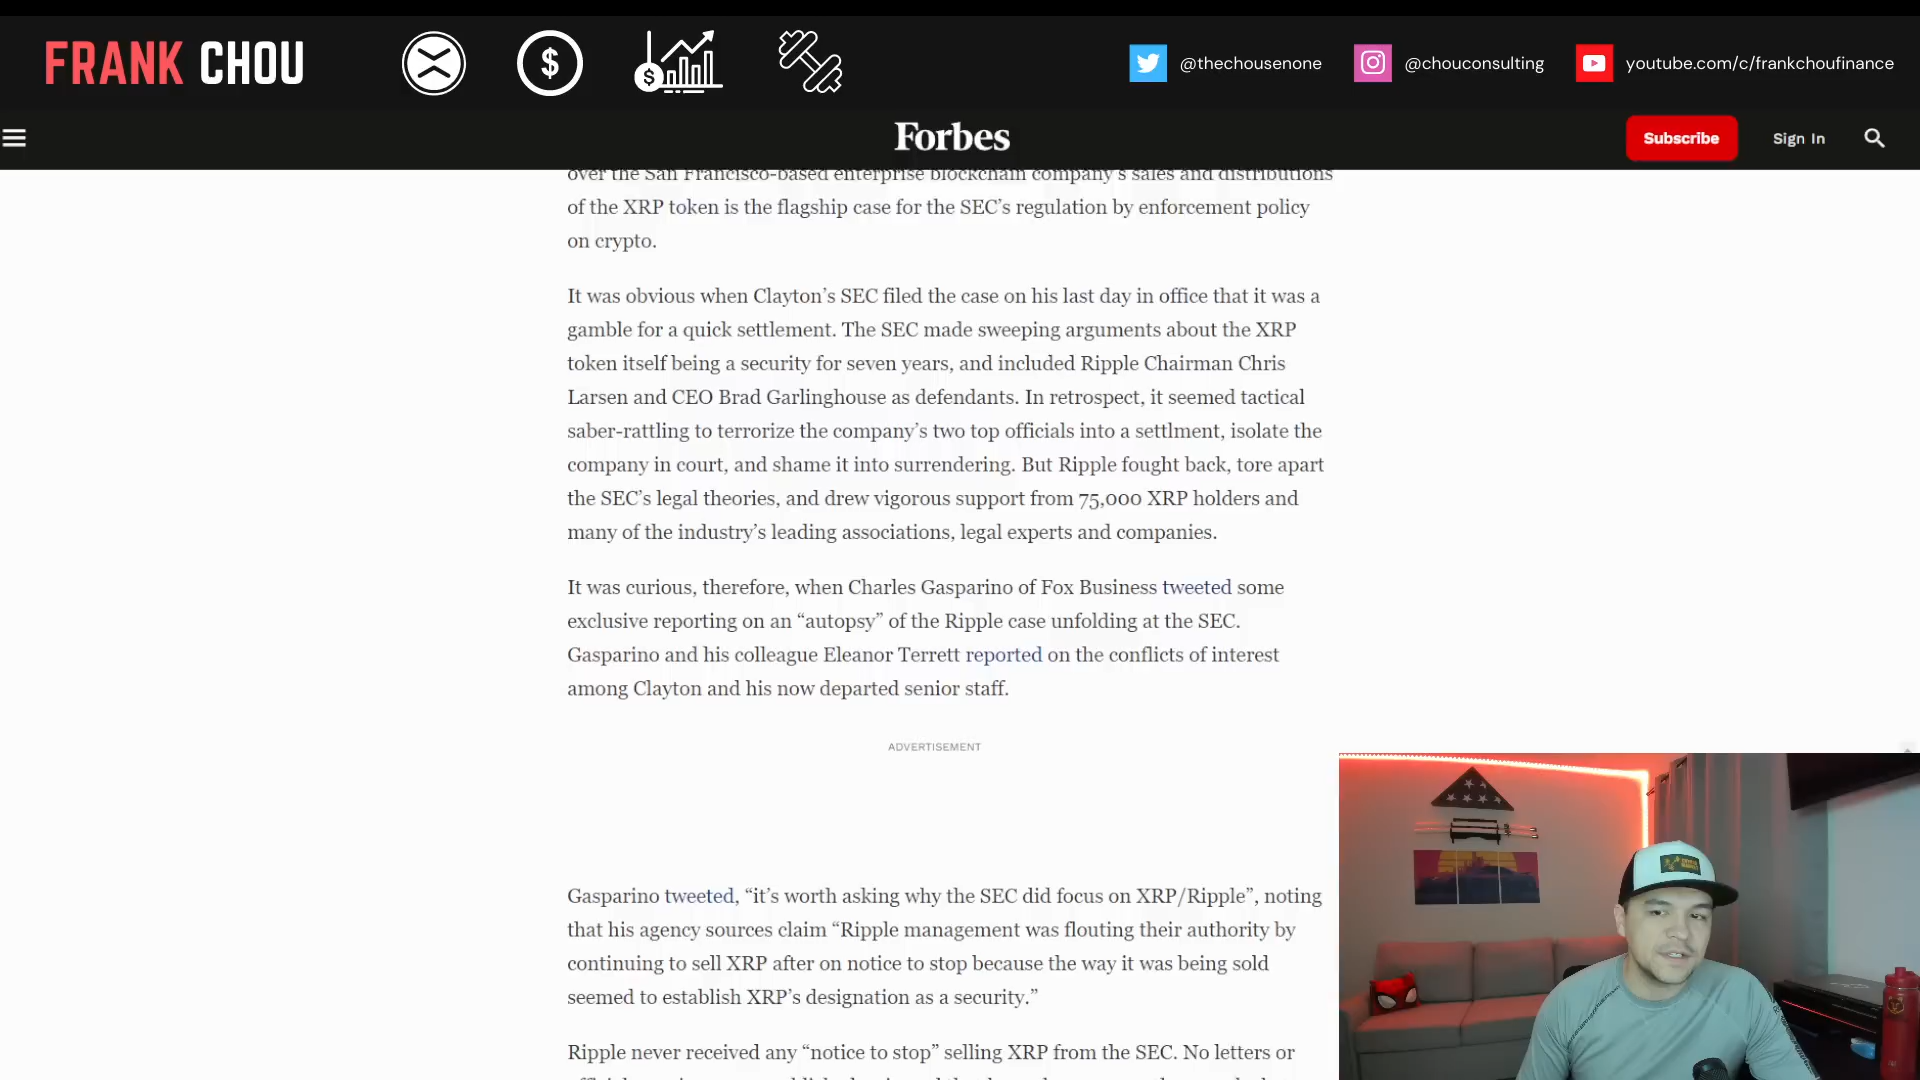 FRANK CHOU
@thechousenone
@chouconsulting
youtube.com/c/frankchoufinance
Forbes
Subscribe
Sign In
over the San Francisco-based enterprise blockchain company's sales and distributions
of the XRP token is the flagship case for the SEC's regulation by enforcement policy
on crypto.
It was obvious when Clayton's SEC filed the case on his last day in office that it was a
gamble for a quick settlement. The SEC made sweeping arguments about the XRP
token itself being a security for seven years, and included Ripple Chairman Chris
Larsen and CEO Brad Garlinghouse as defendants. In retrospect, it seemed tactical
saber-rattling to terrorize the company's two top officials into a settlment, isolate the
company in court, and shame it into surrendering. But Ripple fought back, tore apart
the SEC's legal theories, and drew vigorous support from 75,000 XRP holders and
many of the industry's leading associations, legal experts and companies.
It was curious, therefore, when Charles Gasparino of Fox Business tweeted some
exclusive reporting on an “autopsy” of the Ripple case unfolding at the SEC.
Gasparino and his colleague Eleanor Terrett reported on the conflicts of interest
among Clayton and his now departed senior staff.
ADVERTISEMENT
Gasparino tweeted, “it's worth asking why the SEC did focus on XRP/Ripple”, noting
that his agency sources claim “Ripple management was flouting their authority by
continuing to sell XRP after on notice to stop because the way it was being sold
seemed to establish XRP's designation as a security.”
Ripple never received any “notice to stop” selling XRP from the SEC. No letters or